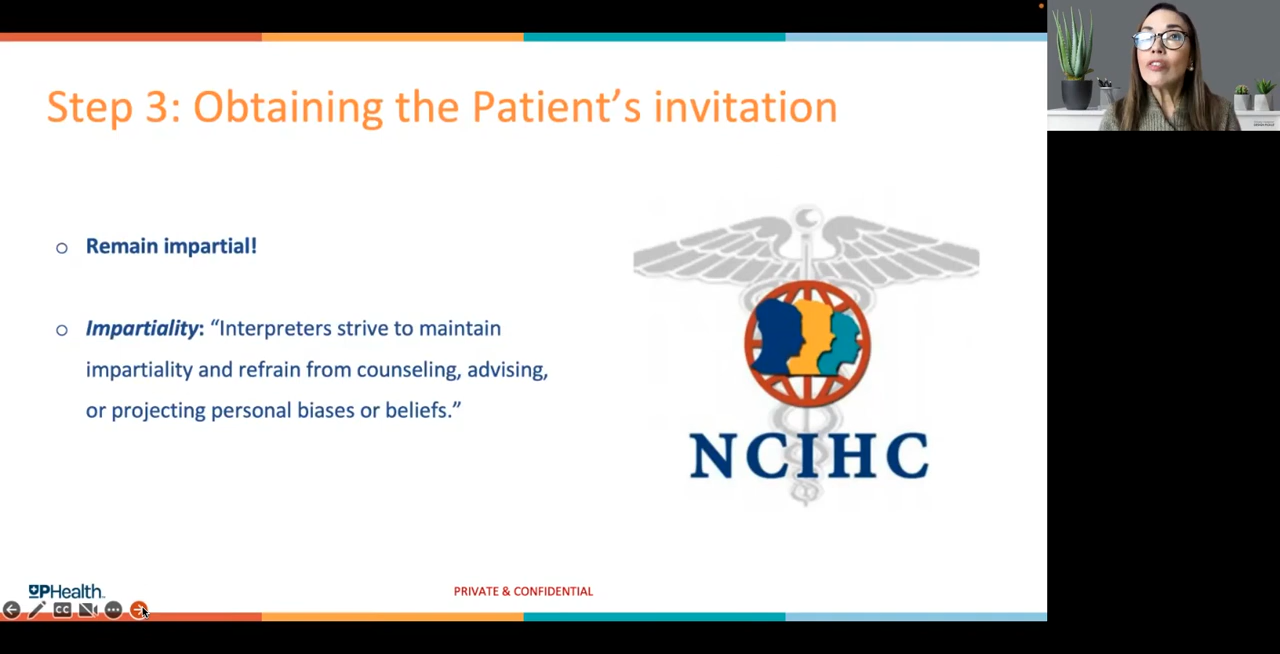 Step 3: Obtaining the Patient's invitation
o Remain impartial!
o Impartiality: “Interpreters strive to maintain
impartiality and refrain from counseling, advising,
or projecting personal biases or beliefs.”
NCIHC
UPHealth
PRIVATE & CONFIDENTIAL
CC